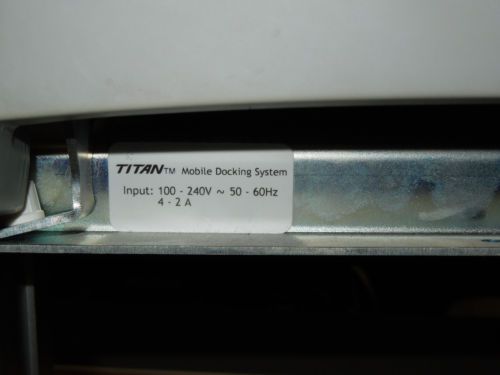 TITAN™ Mobile Docking System
Input: 100 - 240V ~ 50 - 60Hz
4 - 2 A